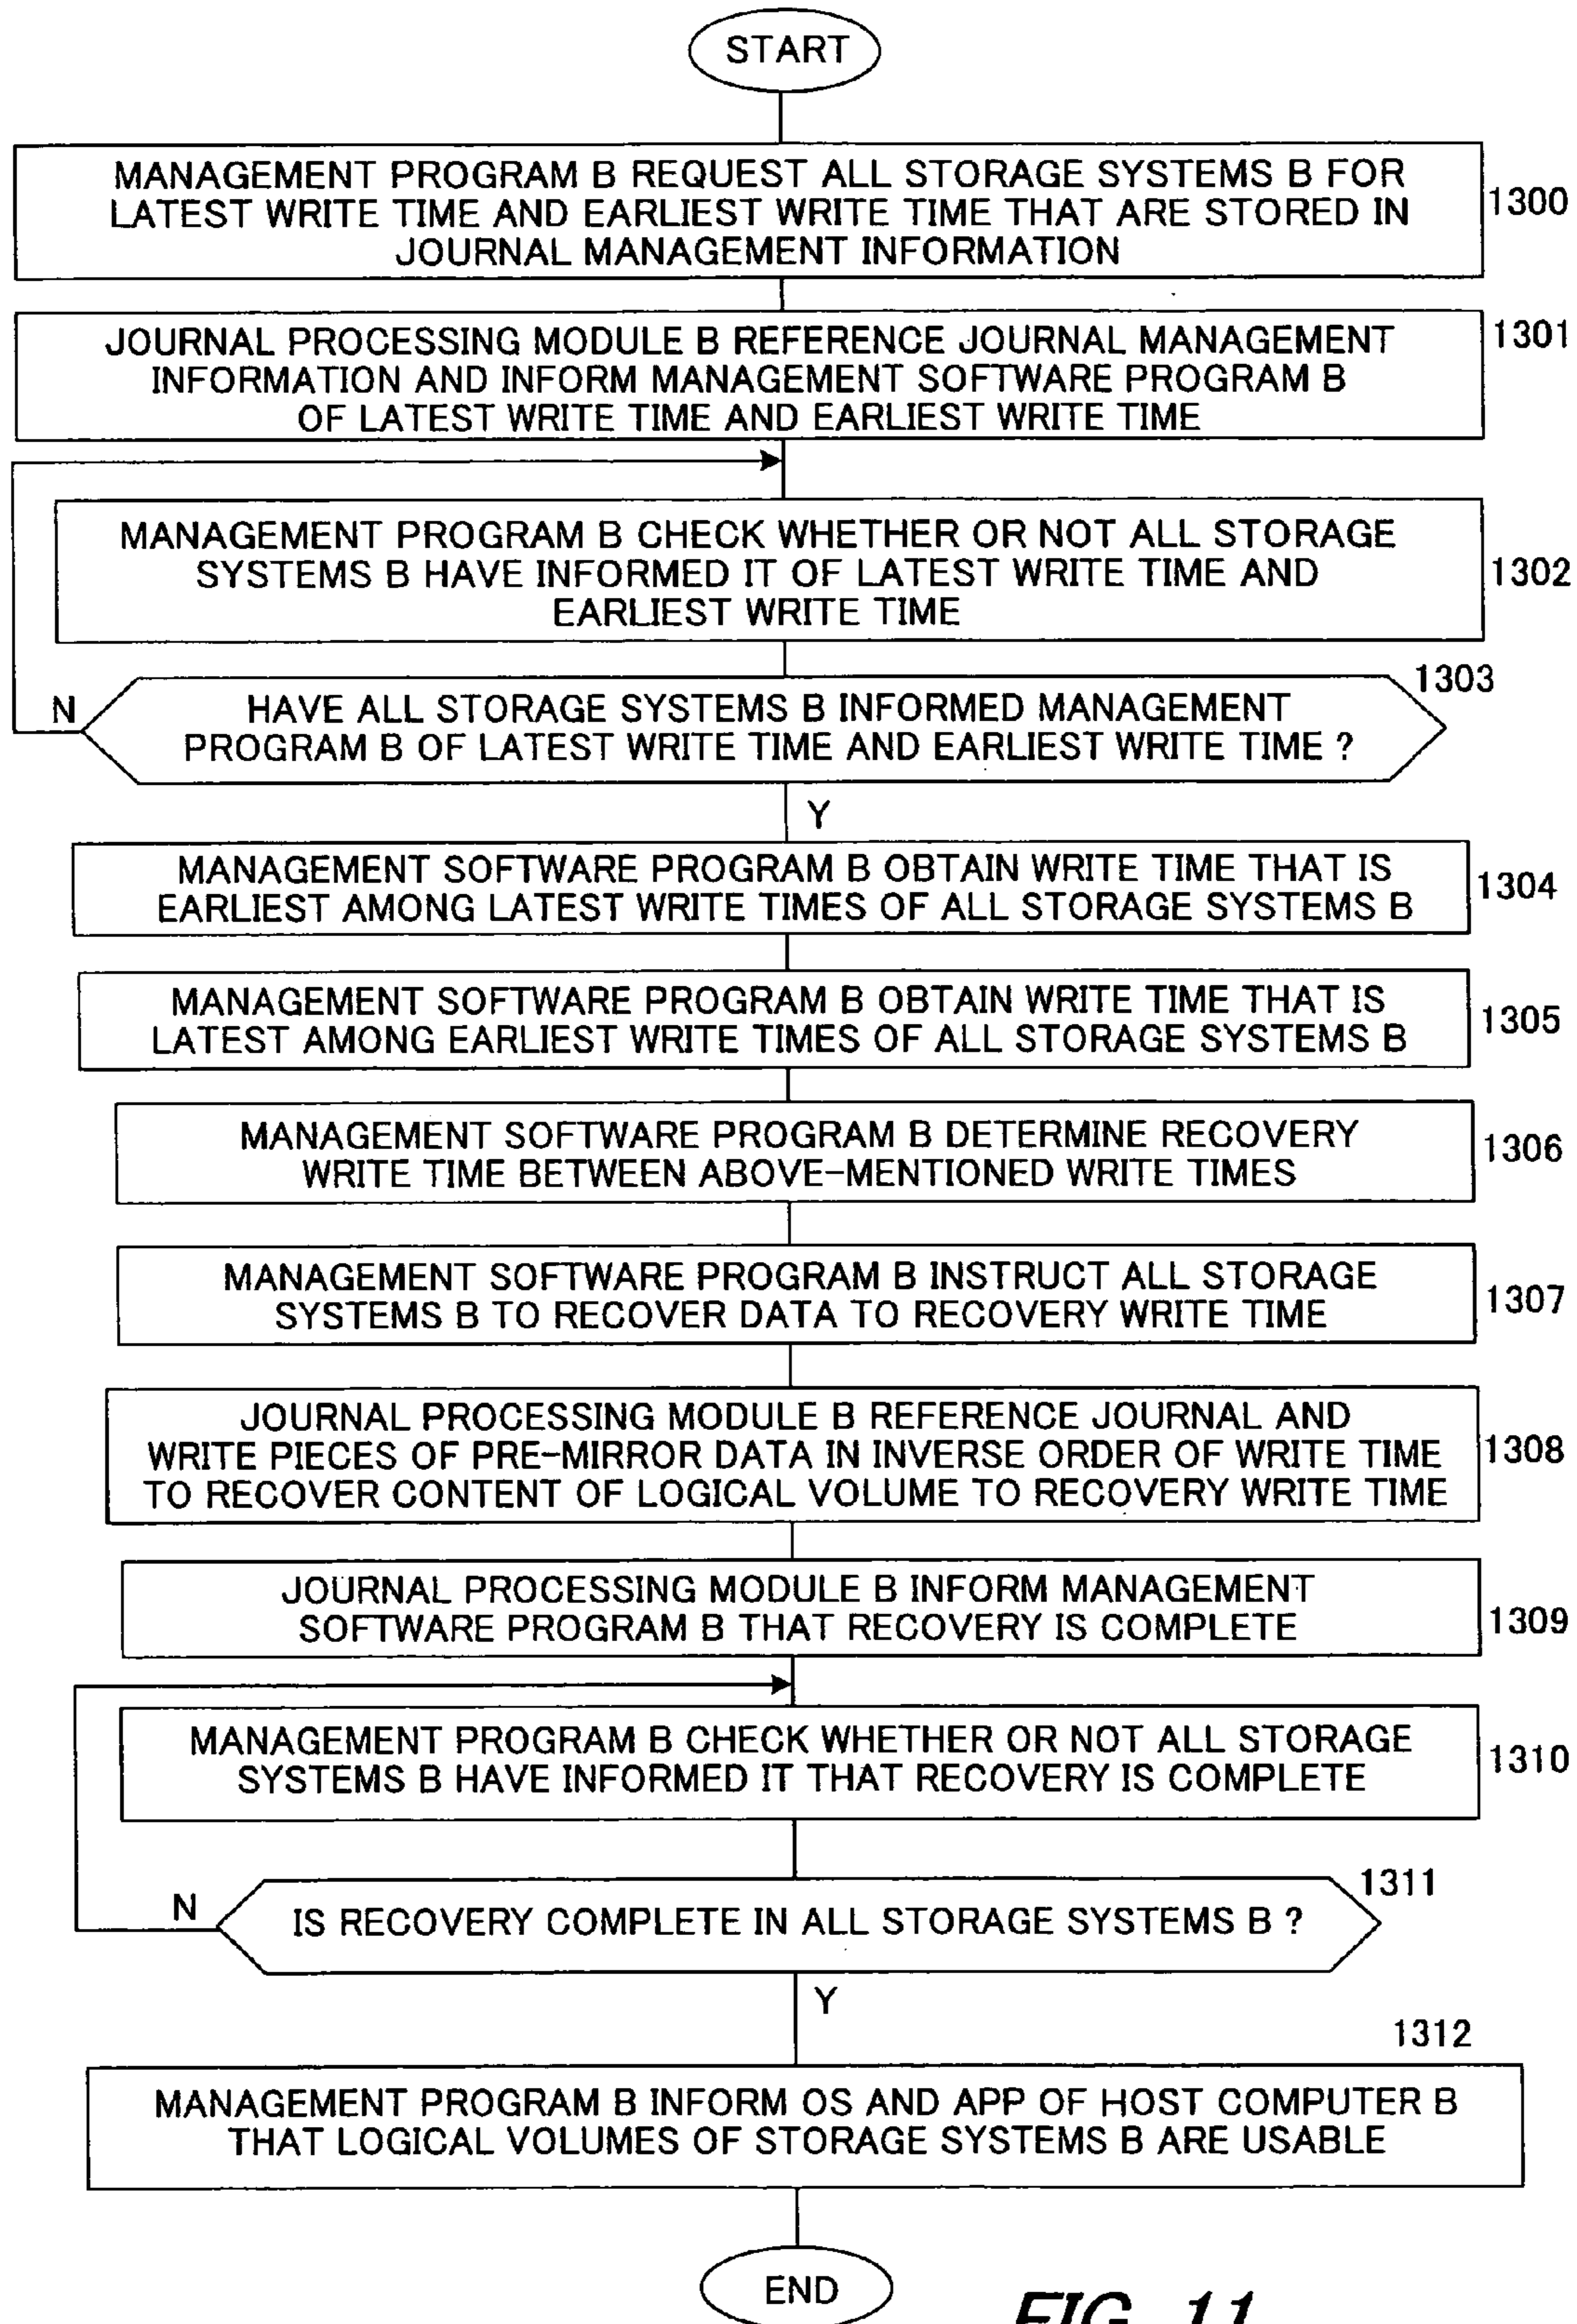 START
MANAGEMENT PROGRAM B REQUEST ALL STORAGE SYSTEMS B FOR
LATEST WRITE TIME AND EARLIEST WRITE TIME THAT ARE STORED IN
JOURNAL MANAGEMENT INFORMATION
1300
JOURNAL PROCESSING MODULE B REFERENCE JOURNAL MANAGEMENT
INFORMATION AND INFORM MANAGEMENT SOFTWARE PROGRAM B
OF LATEST WRITE TIME AND EARLIEST WRITE TIME
1301
MANAGEMENT PROGRAM B CHECK WHETHER OR NOT ALL STORAGE
SYSTEMS B HAVE INFORMED IT OF LATEST WRITE TIME AND
EARLIEST WRITE TIME
1302
1303
N
HAVE ALL STORAGE SYSTEMS B INFORMED MANAGEMENT
PROGRAM B OF LATEST WRITE TIME AND EARLIEST WRITE TIME ?
Y
MANAGEMENT SOFTWARE PROGRAM B OBTAIN WRITE TIME THAT IS
EARLIEST AMONG LATEST WRITE TIMES OF ALL STORAGE SYSTEMS B
1304
MANAGEMENT SOFTWARE PROGRAM B OBTAIN WRITE TIME THAT IS
LATEST AMONG EARLIEST WRITE TIMES OF ALL STORAGE SYSTEMS B
1305
MANAGEMENT SOFTWARE PROGRAM B DETERMINE RECOVERY
WRITE TIME BETWEEN ABOVE-MENTIONED WRITE TIMES
1306
MANAGEMENT SOFTWARE PROGRAM B INSTRUCT ALL STORAGE
SYSTEMS B TO RECOVER DATA TO RECOVERY WRITE TIME
1307
JOURNAL PROCESSING MODULE B REFERENCE JOURNAL AND
WRITE PIECES OF PRE-MIRROR DATA IN INVERSE ORDER OF WRITE TIME
TO RECOVER CONTENT OF LOGICAL VOLUME TO RECOVERY WRITE TIME
1308
JOURNAL PROCESSING MODULE B INFORM MANAGEMENT
SOFTWARE PROGRAM B THAT RECOVERY IS COMPLETE
1309
MANAGEMENT PROGRAM B CHECK WHETHER OR NOT ALL STORAGE
SYSTEMS B HAVE INFORMED IT THAT RECOVERY IS COMPLETE
1310
1311
N
IS RECOVERY COMPLETE IN ALL STORAGE SYSTEMS B ?
Y
1312
MANAGEMENT PROGRAM B INFORM OS AND APP OF HOST COMPUTER B
THAT LOGICAL VOLUMES OF STORAGE SYSTEMS B ARE USABLE
END
FIG. 11